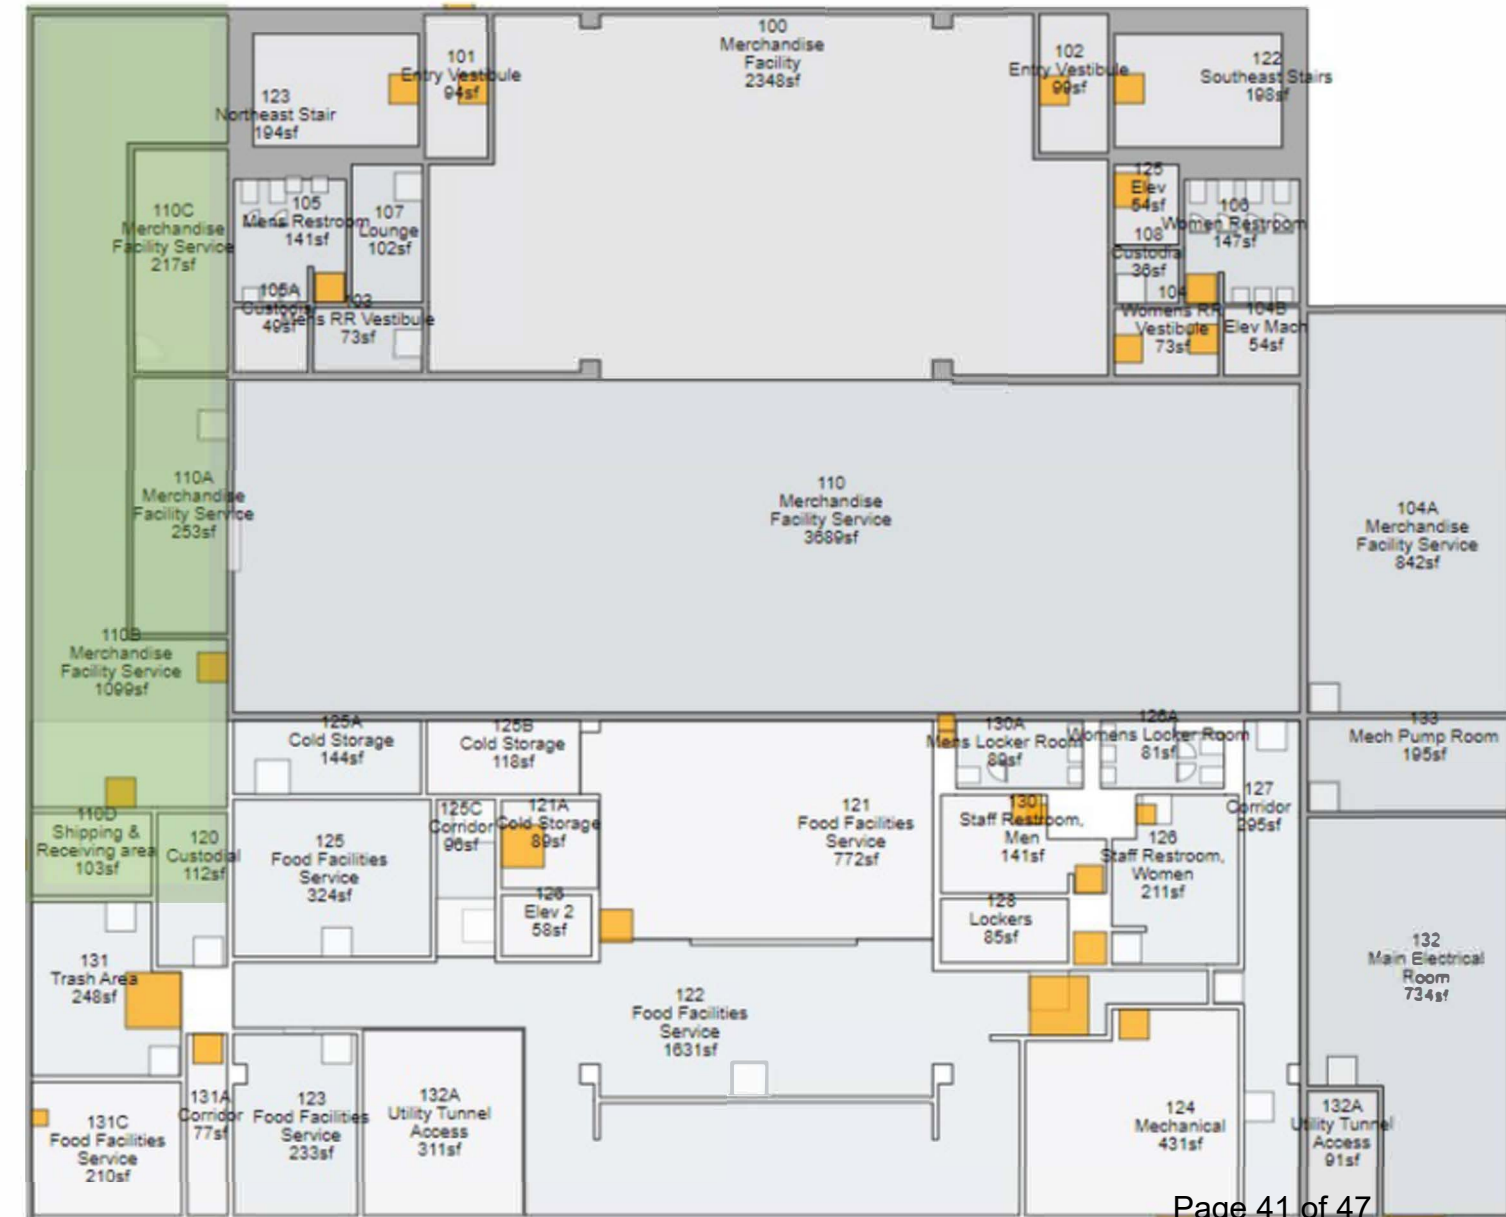 100
Merchandise
Facility
2348sf
101
Entry Vestibule
94sf
102
Entry Vestibule
99sf
122
Southeast Stairs
198sf
123
Northeast Stair
194sf
110C
Merchandise
Facility Service
217sf
105
Mens Restroom
141sf
107
Lounge
102sf
125
Elev
54sf
106
Women Restroom
147sf
108
Custodial
36sf
105A
Custodial
49sf
103
Mens RR Vestibule
73sf
104
Womens RR
Vestibule
73sf
104B
Elev Mach
54sf
110A
Merchandise
Facility Service
253sf
110
Merchandise
Facility Service
3689sf
104A
Merchandise
Facility Service
842sf
110B
Merchandise
Facility Service
1099sf
125A
Cold Storage
144sf
125B
Cold Storage
118sf
130A
Mens Locker Room
89sf
126A
Womens Locker Room
81sf
133
Mech Pump Room
195sf
110D
Shipping &
Receiving area
103sf
120
Custodial
112sf
125
Food Facilities
Service
324sf
125C
Corridor
96sf
121A
Cold Storage
89sf
121
Food Facilities
Service
772sf
130
Staff Restroom,
Men
141sf
126
Staff Restroom,
Women
211sf
127
Corridor
295sf
126
Elev 2
58sf
128
Lockers
85sf
131
Trash Area
248sf
122
Food Facilities
Service
1631sf
132
Main Electrical
Room
734sf
131C
Food Facilities
Service
210sf
131A
Corridor
77sf
123
Food Facilities
Service
233sf
132A
Utility Tunnel
Access
311sf
124
Mechanical
431sf
132A
Utility Tunnel
Access
91sf
Page 41 of 47